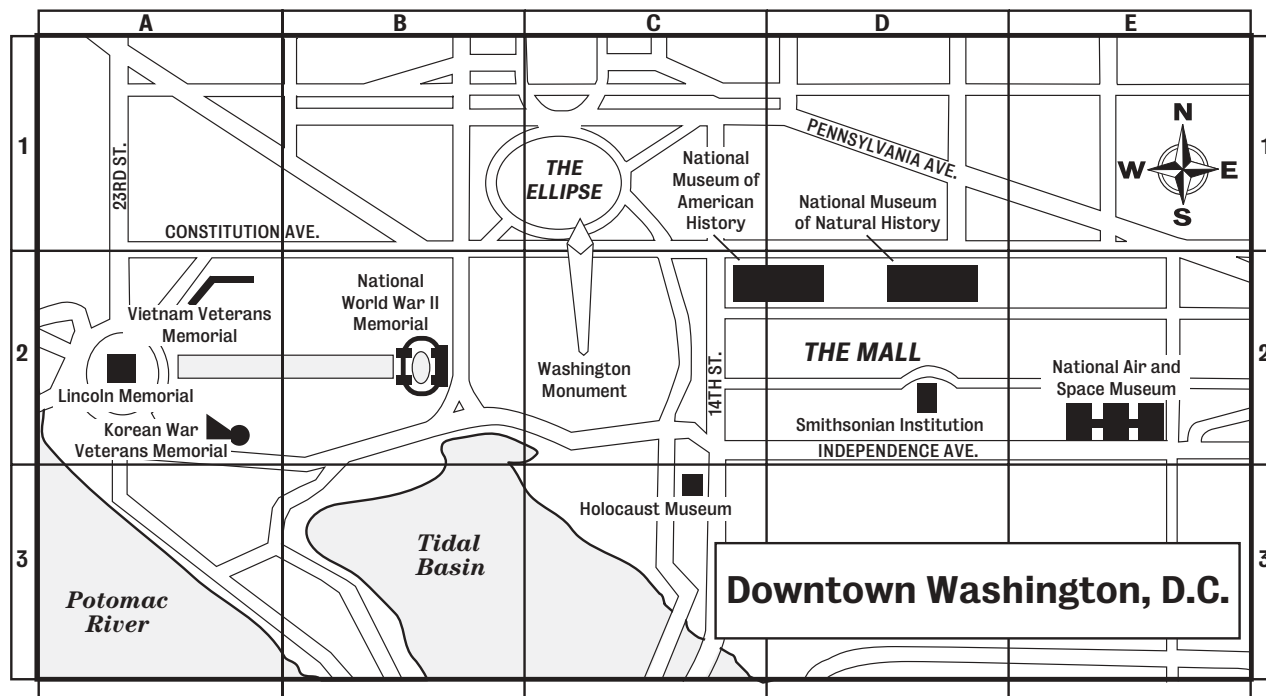 A B C D E
1 1
2 2
3 3
23RD ST.
CONSTITUTION AVE.
THE
ELLIPSE
National
Museum of
American
History
PENNSYLVANIA AVE.
National Museum
of Natural History
N
W E
S
Vietnam Veterans
Memorial
National
World War II
Memorial
Lincoln Memorial
Korean War
Veterans Memorial
Washington
Monument
14TH ST.
THE MALL
National Air and
Space Museum
Smithsonian Institution
INDEPENDENCE AVE.
Holocaust Museum
Tidal
Basin
Potomac
River
Downtown Washington, D.C.